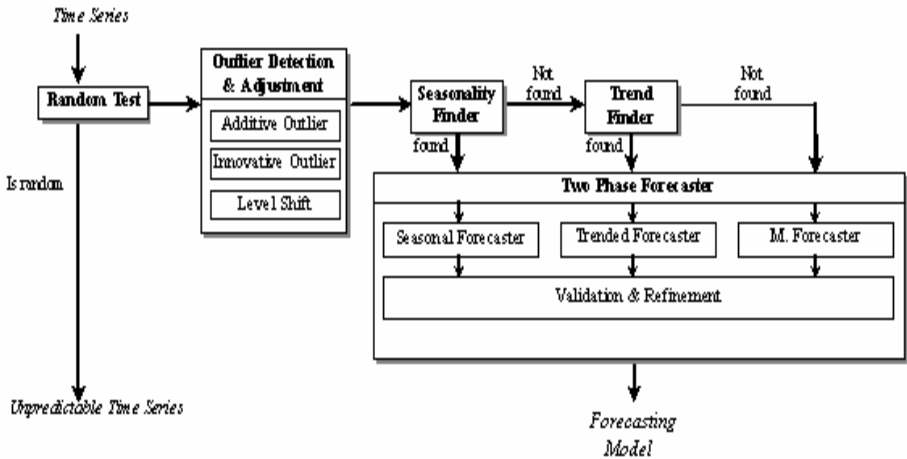 Time Series
Random Test
Is random
Unpredictable Time Series
Outlier Detection
& Adjustment
Additive Outlier
Innovative Outlier
Level Shift
Seasonality
Finder
Not
found
found
Trend
Finder
Not
found
found
Two Phase Forecaster
Seasonal Forecaster
Trended Forecaster
M. Forecaster
Validation & Refinement
Forecasting
Model